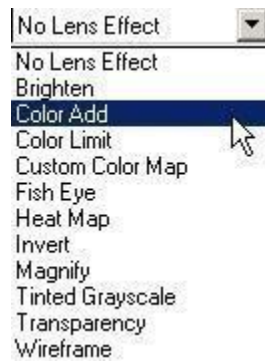 No Lens Effect
No Lens Effect
Brighten
Color Add
Color Limit
Custom Color Map
Fish Eye
Heat Map
Invert
Magnify
Tinted Grayscale
Transparency
Wireframe